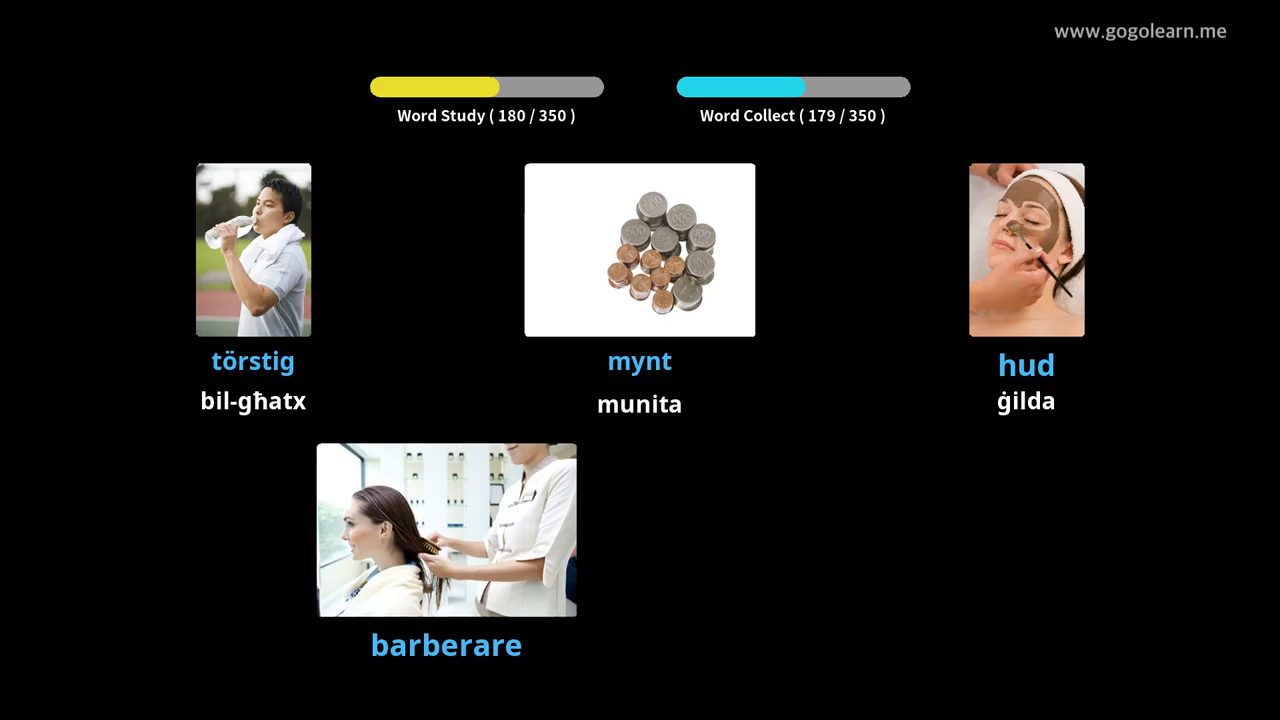 www.gogolearn.me
Word Study ( 180 / 350 )
Word Collect ( 179 / 350 )
törstig
mynt
hud
bil-għatx
munita
ġilda
barberare